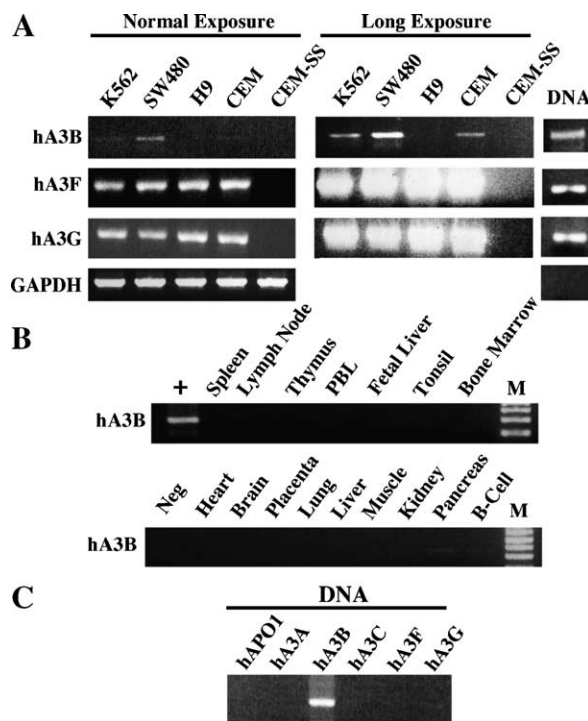 A
Normal Exposure Long Exposure
K562 SW480 H9 CEM CEM-SS K562 SW480 H9 CEM CEM-SS DNA
hA3B
hA3F
hA3G
GAPDH
B
+ Spleen Lymph Node Thymus PBL Fetal Liver Tonsil Bone Marrow M
hA3B
Neg Heart Brain Placenta Lung Liver Muscle Kidney Pancreas B-Cell M
hA3B
C
DNA
hAPO1 hA3A hA3B hA3C hA3F hA3G